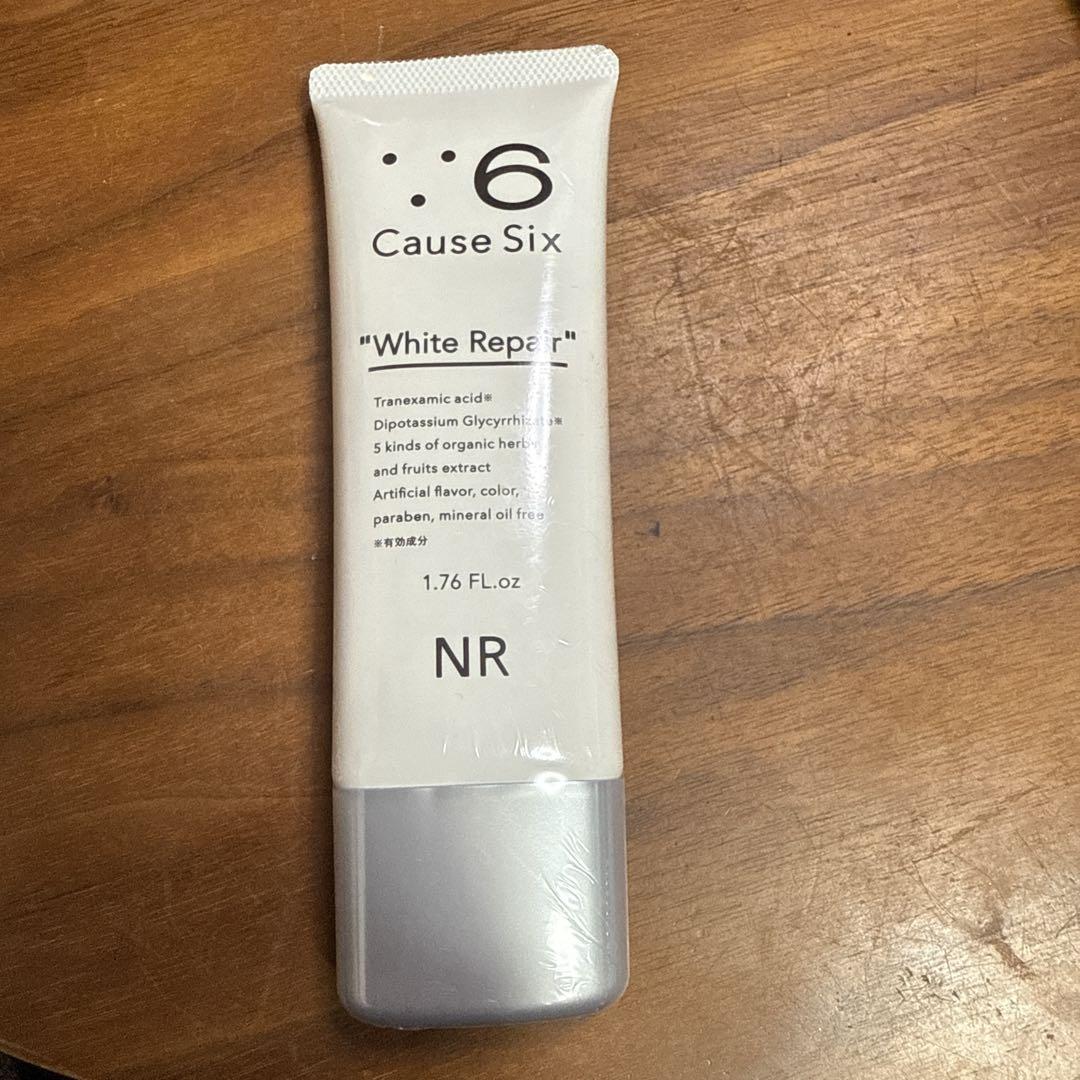 6
Cause Six
"White Repair"
Tranexamic acid※
Dipotassium Glycyrrhizate※
5 kinds of organic herbs
and fruits extract
Artificial flavor, color,
paraben, mineral oil free
※有効成分
1.76 FL.oz
NR